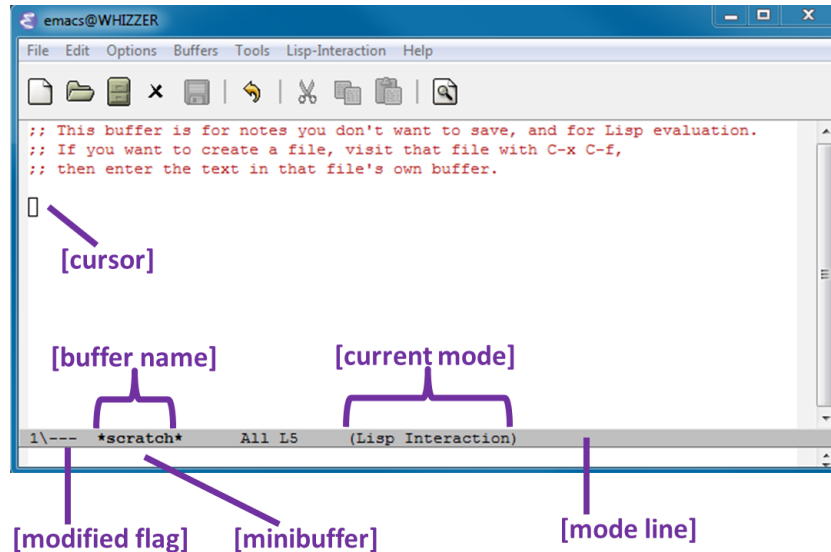 emacs@WHIZZER
File Edit Options Buffers Tools Lisp-Interaction Help
;; This buffer is for notes you don't want to save, and for Lisp evaluation.
;; If you want to create a file, visit that file with C-x C-f,
;; then enter the text in that file's own buffer.
[cursor]
[buffer name] [current mode]
1\--- *scratch* All L5 (Lisp Interaction)
[modified flag] [minibuffer] [mode line]